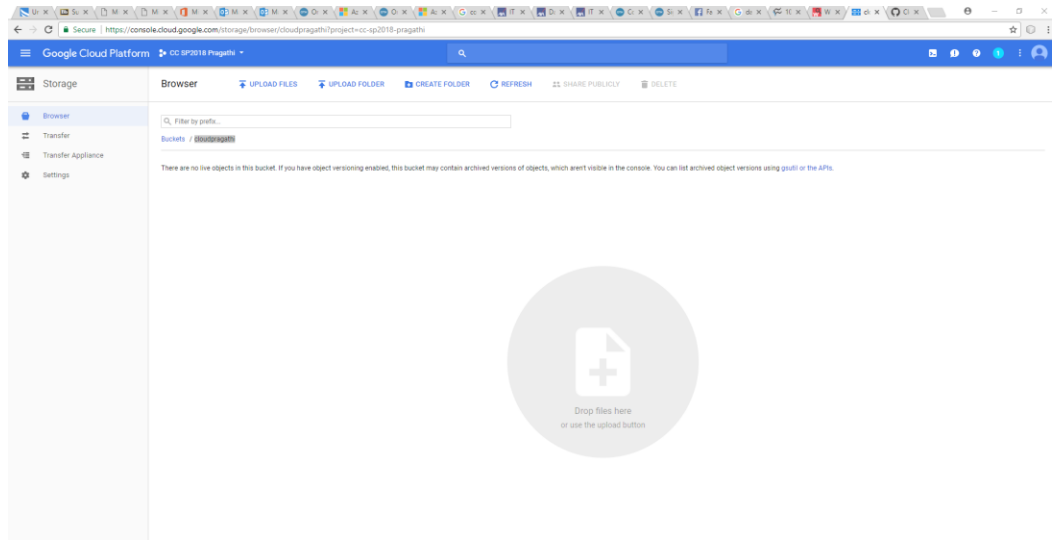 Secure | https://console.cloud.google.com/storage/browser/cloudpragathi?project=cc-sp2018-pragathi
Google Cloud Platform CC SP2018 Pragathi
1
Storage
Browser UPLOAD FILES UPLOAD FOLDER CREATE FOLDER REFRESH SHARE PUBLICLY DELETE
Browser
Transfer
Transfer Appliance
Settings
Filter by prefix...
Buckets / cloudpragathi
There are no live objects in this bucket. If you have object versioning enabled, this bucket may contain archived versions of objects, which aren't visible in the console. You can list archived object versions using gsutil or the APIs.
Drop files here
or use the upload button